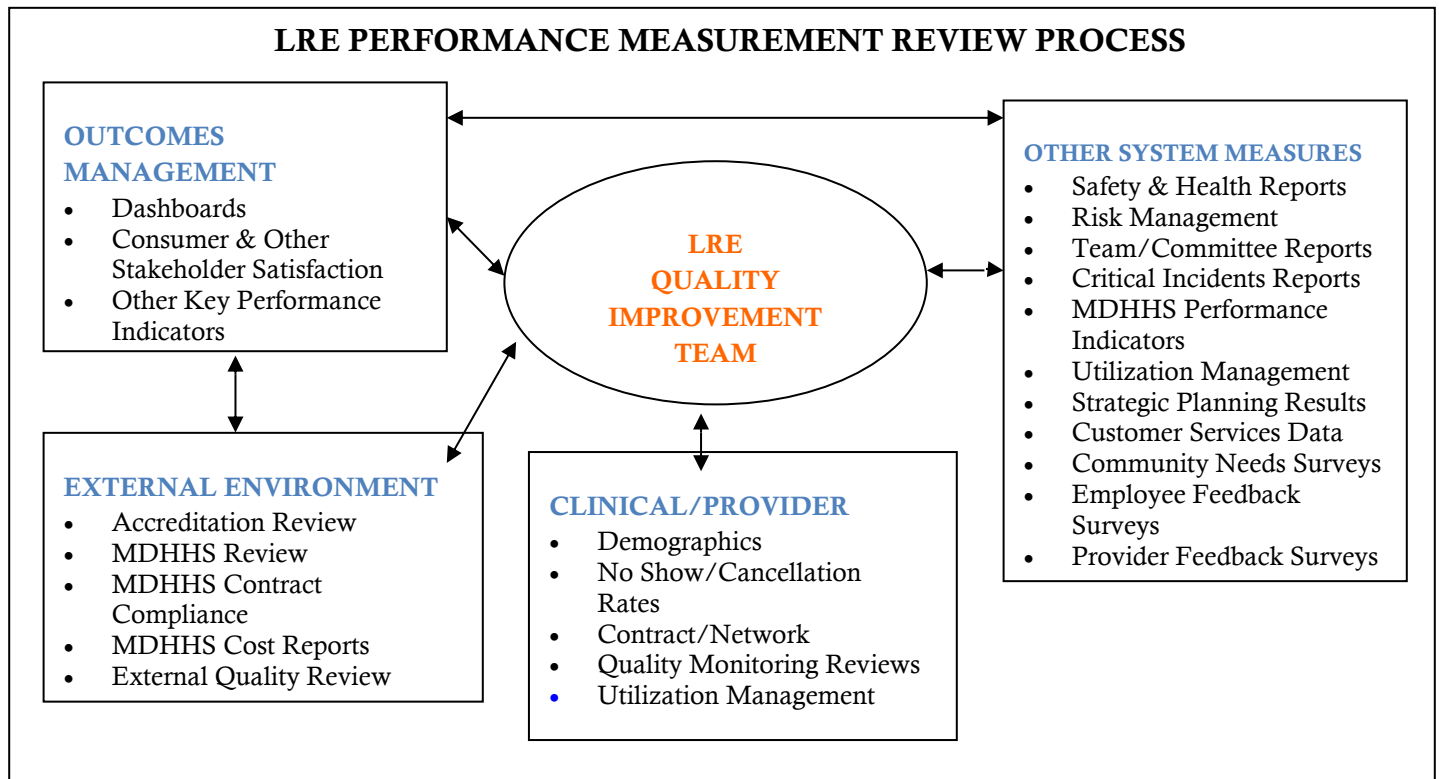 LRE PERFORMANCE MEASUREMENT REVIEW PROCESS
OUTCOMES
MANAGEMENT
• Dashboards
• Consumer & Other
Stakeholder Satisfaction
• Other Key Performance
Indicators
LRE
QUALITY
IMPROVEMENT
TEAM
OTHER SYSTEM MEASURES
• Safety & Health Reports
• Risk Management
• Team/Committee Reports
• Critical Incidents Reports
• MDHHS Performance
Indicators
• Utilization Management
• Strategic Planning Results
• Customer Services Data
• Community Needs Surveys
• Employee Feedback
Surveys
• Provider Feedback Surveys
EXTERNAL ENVIRONMENT
• Accreditation Review
• MDHHS Review
• MDHHS Contract
Compliance
• MDHHS Cost Reports
• External Quality Review
CLINICAL/PROVIDER
• Demographics
• No Show/Cancellation
Rates
• Contract/Network
• Quality Monitoring Reviews
• Utilization Management